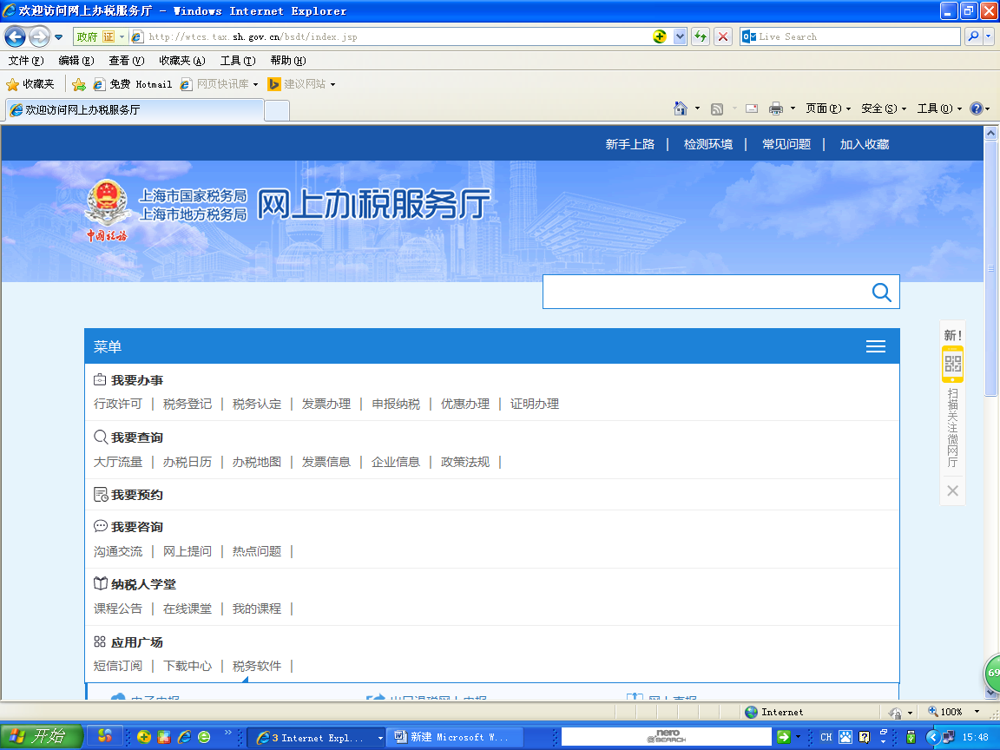 欢迎访问网上办税服务厅 - Windows Internet Explorer
政府 证 http://wtcs.tax.sh.gov.cn/bsdt/index.jsp Live Search
文件(F) 编辑(E) 查看(V) 收藏夹(A) 工具(T) 帮助(H)
收藏夹 免费 Hotmail 网页快讯库 建议网站
欢迎访问网上办税服务厅 页面(P) 安全(S) 工具(O)
新手上路 | 检测环境 | 常见问题 | 加入收藏
上海市国家税务局
上海市地方税务局
网上办税服务厅
中国税务
菜单
我要办事
行政许可 | 税务登记 | 税务认定 | 发票办理 | 申报纳税 | 优惠办理 | 证明办理
我要查询
大厅流量 | 办税日历 | 办税地图 | 发票信息 | 企业信息 | 政策法规 |
我要预约
我要咨询
沟通交流 | 网上提问 | 热点问题 |
纳税人学堂
课程公告 | 在线课堂 | 我的课程 |
应用广场
短信订阅 | 下载中心 | 税务软件 |
新!
扫描关注微网厅
69
Internet 100%
开始 3 Internet Expl... 新建 Microsoft W... nero SEARCH CH 15:48